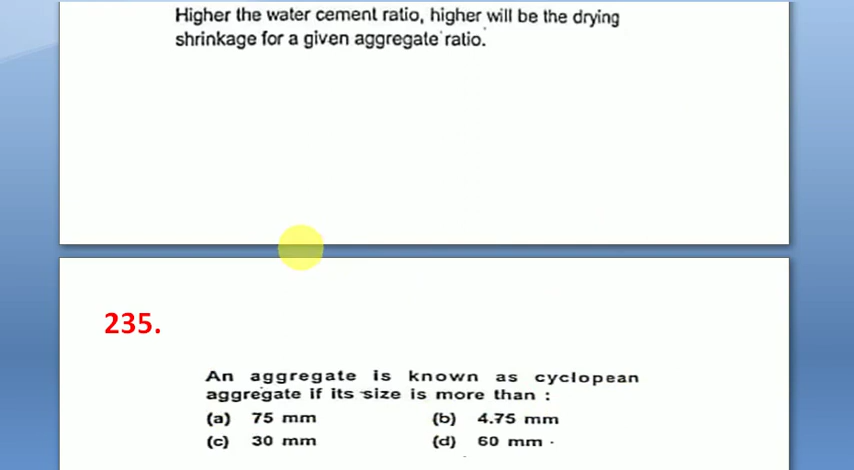 Higher the water cement ratio, higher will be the drying
shrinkage for a given aggregate ratio.
235.
An aggregate is known as cyclopean
aggregate if its size is more than :
(a) 75 mm (b) 4.75 mm
(c) 30 mm (d) 60 mm